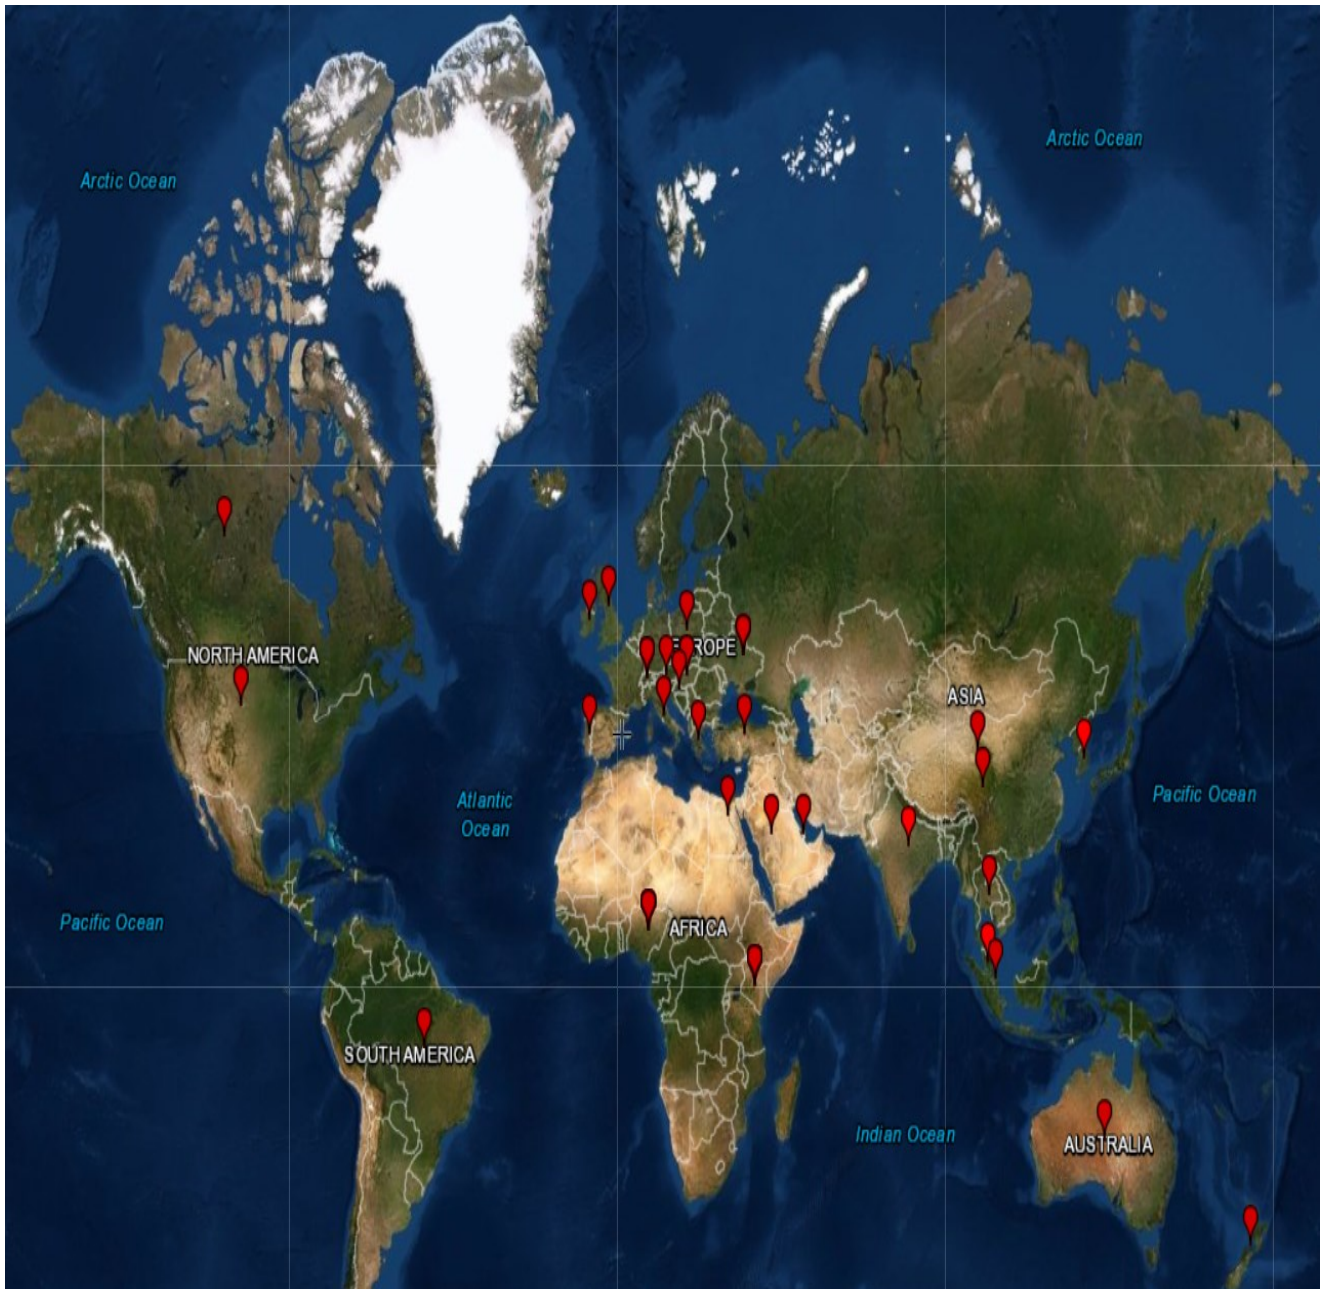 Arctic Ocean
Arctic Ocean
NORTH AMERICA
EUROPE
ASIA
Atlantic
Ocean
Pacific Ocean
Pacific Ocean
AFRICA
SOUTH AMERICA
Indian Ocean
AUSTRALIA